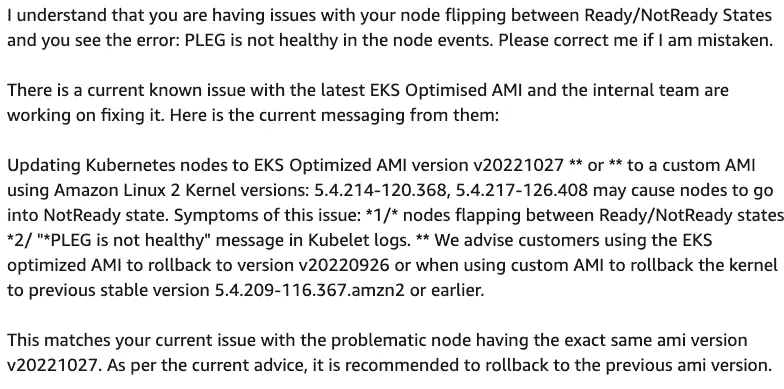 I understand that you are having issues with your node flipping between Ready/NotReady States
and you see the error: PLEG is not healthy in the node events. Please correct me if I am mistaken.
There is a current known issue with the latest EKS Optimised AMI and the internal team are
working on fixing it. Here is the current messaging from them:
Updating Kubernetes nodes to EKS Optimized AMI version v20221027 ** or ** to a custom AMI
using Amazon Linux 2 Kernel versions: 5.4.214-120.368, 5.4.217-126.408 may cause nodes to go
into NotReady state. Symptoms of this issue: *1/* nodes flapping between Ready/NotReady states
*2/ "*PLEG is not healthy" message in Kubelet logs. ** We advise customers using the EKS
optimized AMI to rollback to version v20220926 or when using custom AMI to rollback the kernel
to previous stable version 5.4.209-116.367.amzn2 or earlier.
This matches your current issue with the problematic node having the exact same ami version
v20221027. As per the current advice, it is recommended to rollback to the previous ami version.